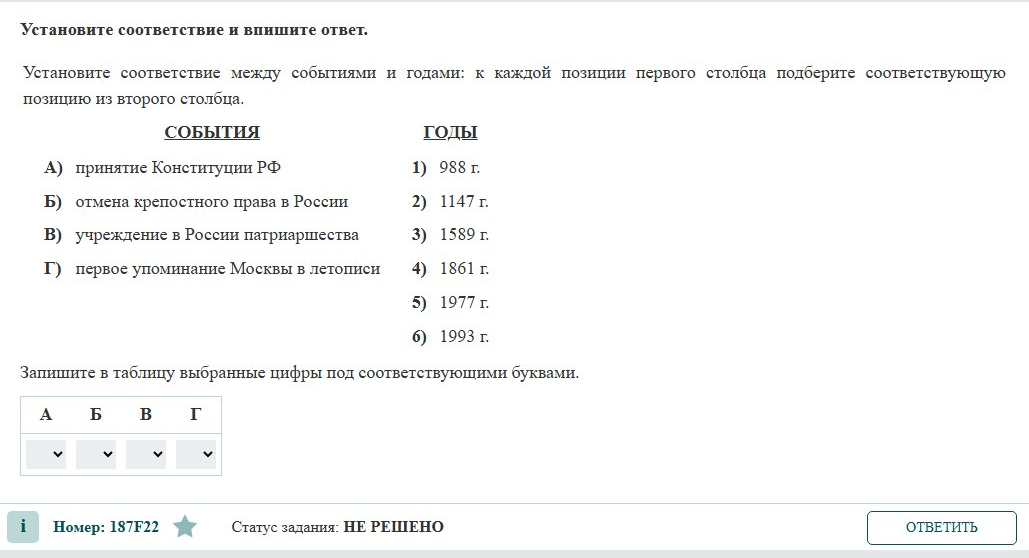 Установите соответствие и впишите ответ.
Установите соответствие между событиями и годами: к каждой позиции первого столбца подберите соответствующую
позицию из второго столбца.
СОБЫТИЯ ГОДЫ
А) принятие Конституции РФ 1) 988 г.
Б) отмена крепостного права в России 2) 1147 г.
В) учреждение в России патриаршества 3) 1589 г.
Г) первое упоминание Москвы в летописи 4) 1861 г.
5) 1977 г.
6) 1993 г.
Запишите в таблицу выбранные цифры под соответствующими буквами.
А Б В Г
i Номер: 187F22 Статус задания: НЕ РЕШЕНО ОТВЕТИТЬ